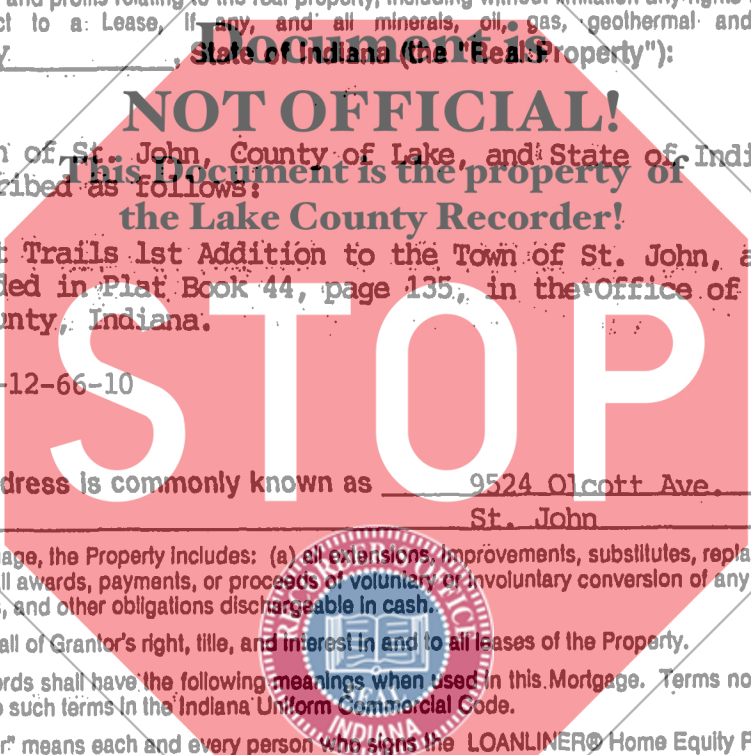 and profits relating to the real property, including without limitation any rights
ct to a Lease, if any, and all minerals, oil, gas, geothermal and
Document is
y , State of Indiana (the "Real Property"):
NOT OFFICIAL!
n of St. John, County of Lake, and State of Indi
This Document is the property of
ribed as follows:
the Lake County Recorder!
t Trails 1st Addition to the Town of St. John, a
ded in Plat Book 44, page 135, in the Office of
unty, Indiana.
STOP
-12-66-10
dress is commonly known as 9524 Olcott Ave.
St. John
age, the Property includes: (a) all extensions, improvements, substitutes, repla
ll awards, payments, or proceeds of voluntary or involuntary conversion of any
s, and other obligations dischargeable in cash.
all of Grantor's right, title, and interest in and to all leases of the Property.
rds shall have the following meanings when used in this Mortgage. Terms no
o such terms in the Indiana Uniform Commercial Code.
r" means each and every person who signs the LOANLINER® Home Equity P
RECORDER'S OFFICE
SEAL
INDIANA